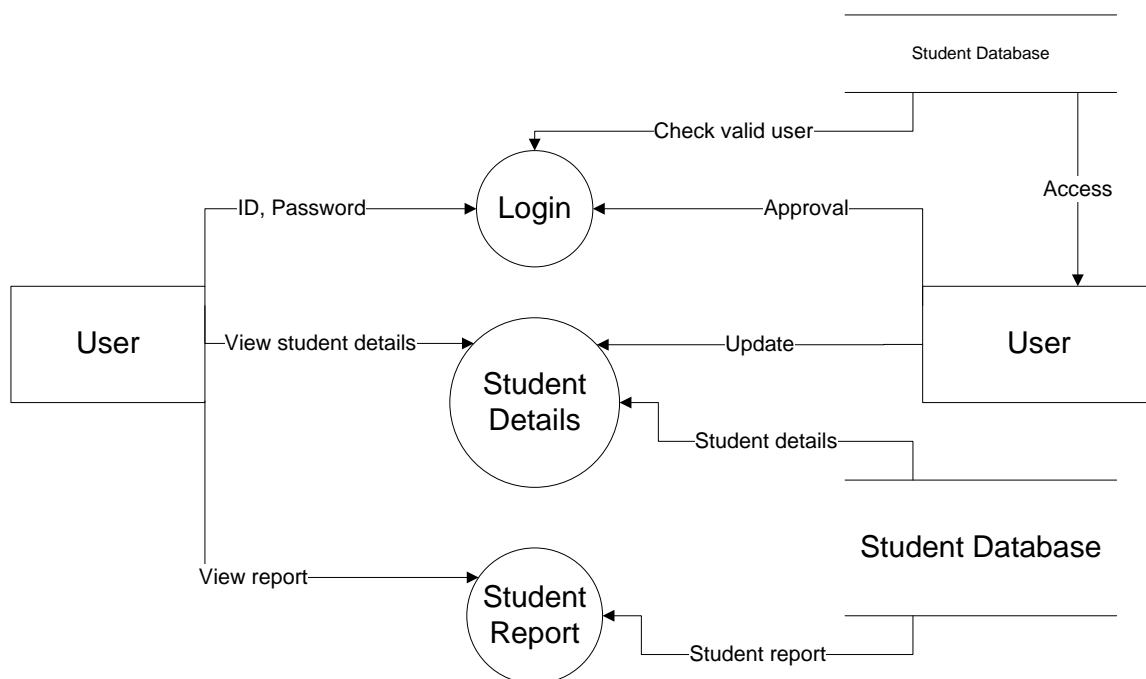 Student Database
Check valid user
ID, Password
Login
Approval
Access
User
View student details
Student
Details
Update
User
Student details
Student Database
View report
Student
Report
Student report